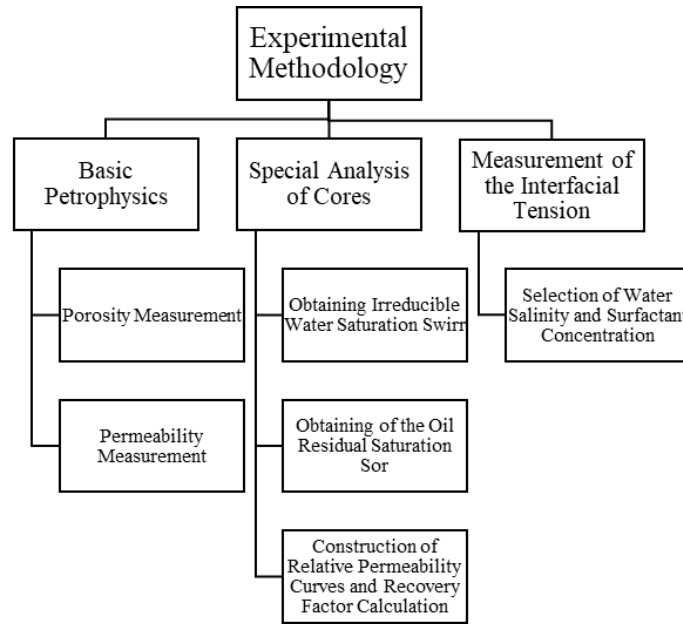 Experimental
Methodology
Basic
Petrophysics
Special Analysis
of Cores
Measurement of
the Interfacial
Tension
Porosity Measurement
Obtaining Irreducible
Water Saturation Swirr
Selection of Water
Salinity and Surfactant
Concentration
Permeability
Measurement
Obtaining of the Oil
Residual Saturation
Sor
Construction of
Relative Permeability
Curves and Recovery
Factor Calculation